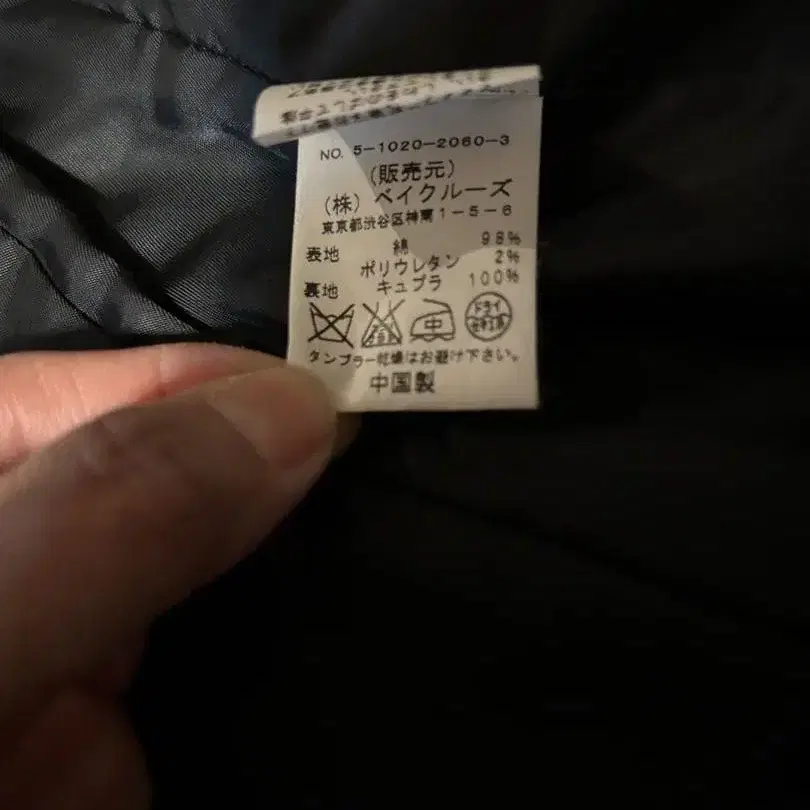 NO. 5-1020-2060-3
(販売元)
(株) ベイクルーズ
東京都渋谷区神南1-5-6
表地 綿 98%
ポリウレタン 2%
裏地 キュプラ 100%
中 ドライ
タンブラー乾燥はお避け下さい。
中国製